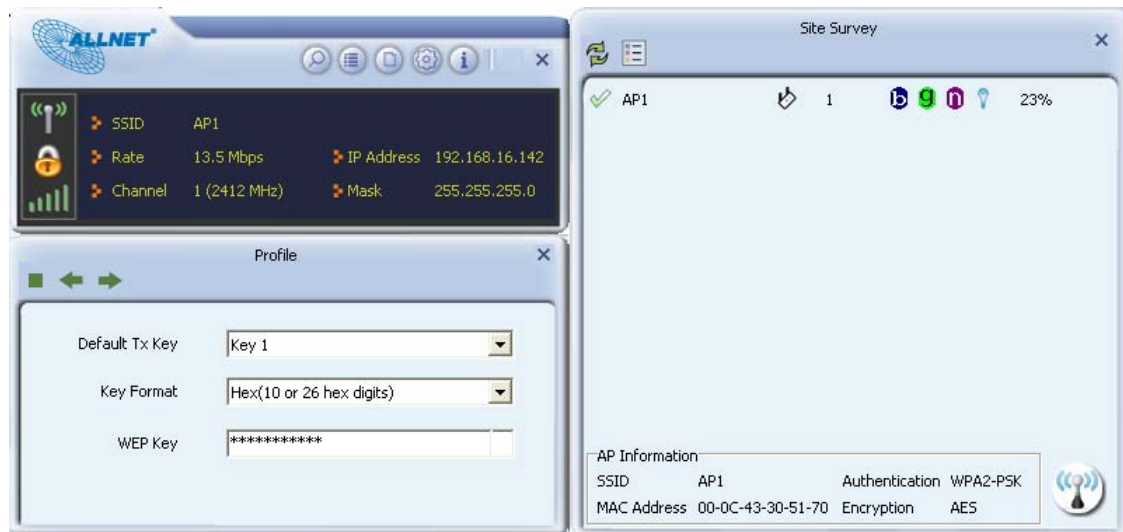 ALLNET
SSID AP1
Rate 13.5 Mbps IP Address 192.168.16.142
Channel 1 (2412 MHz) Mask 255.255.255.0
Profile
Default Tx Key Key 1
Key Format Hex(10 or 26 hex digits)
WEP Key ***********
Site Survey
AP1 1 b g n 23%
AP Information
SSID AP1 Authentication WPA2-PSK
MAC Address 00-0C-43-30-51-70 Encryption AES